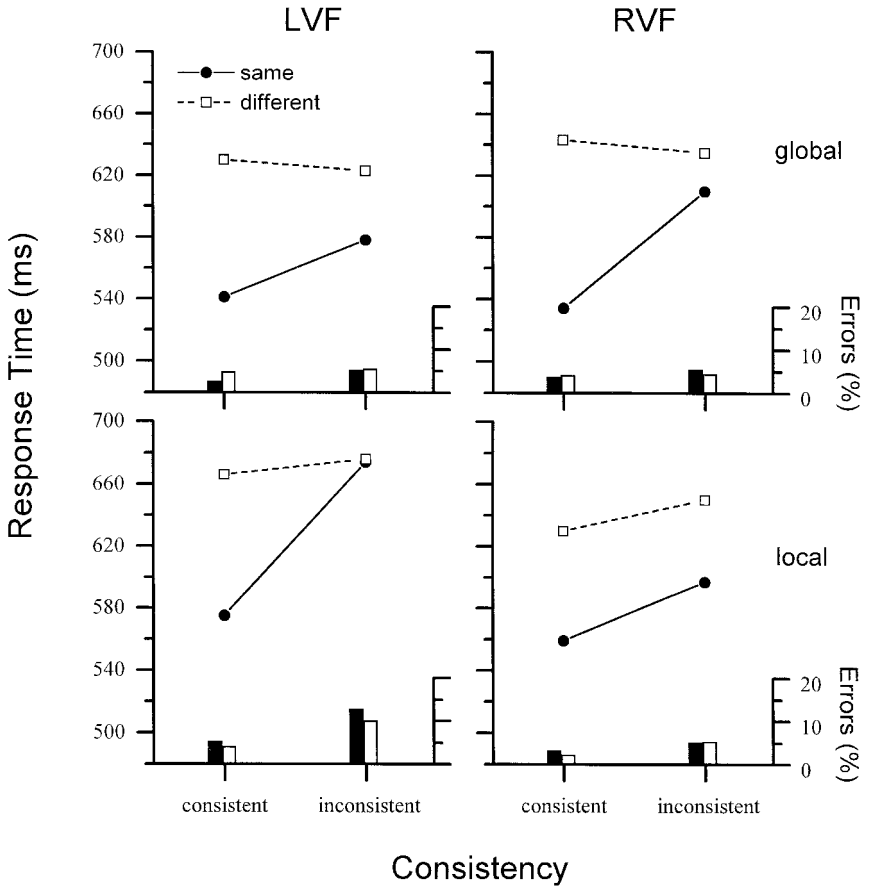 LVF RVF
700
same
different
660
global
620
580
540
20
500
10
0
Errors (%)
Response Time (ms)
700
660
620
local
580
540
20
500
10
0
Errors (%)
consistent inconsistent consistent inconsistent
Consistency